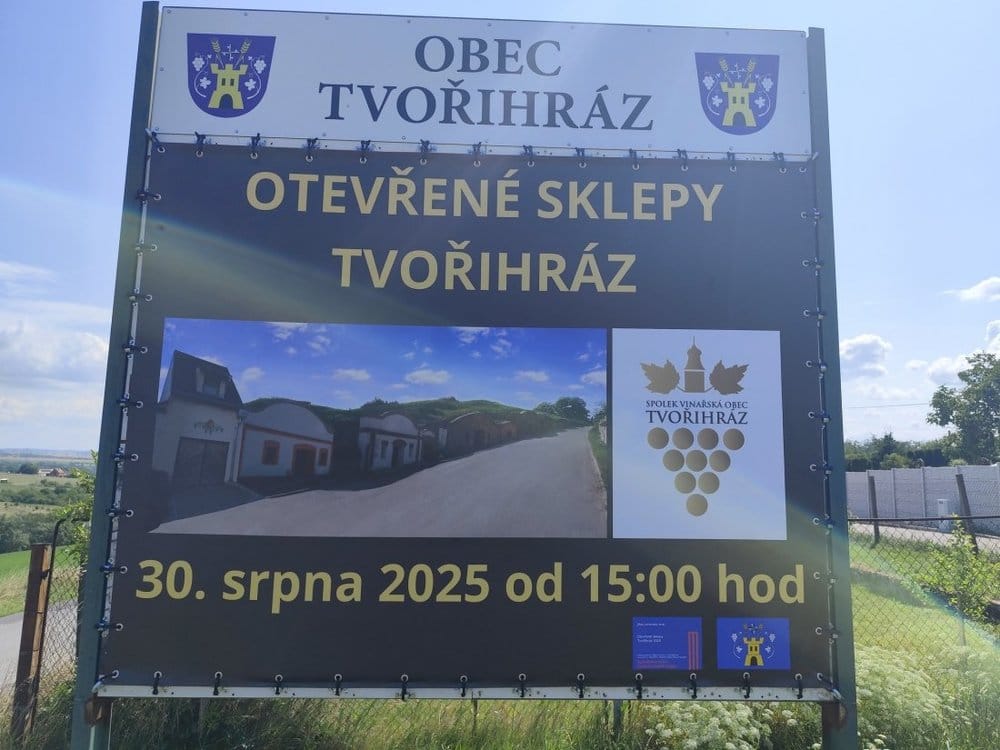 OBEC
TVOŘIHRÁZ
OTEVŘENÉ SKLEPY
TVOŘIHRÁZ
SPOLEK VINAŘSKÁ OBEC
TVOŘIHRÁZ
30. srpna 2025 od 15:00 hod